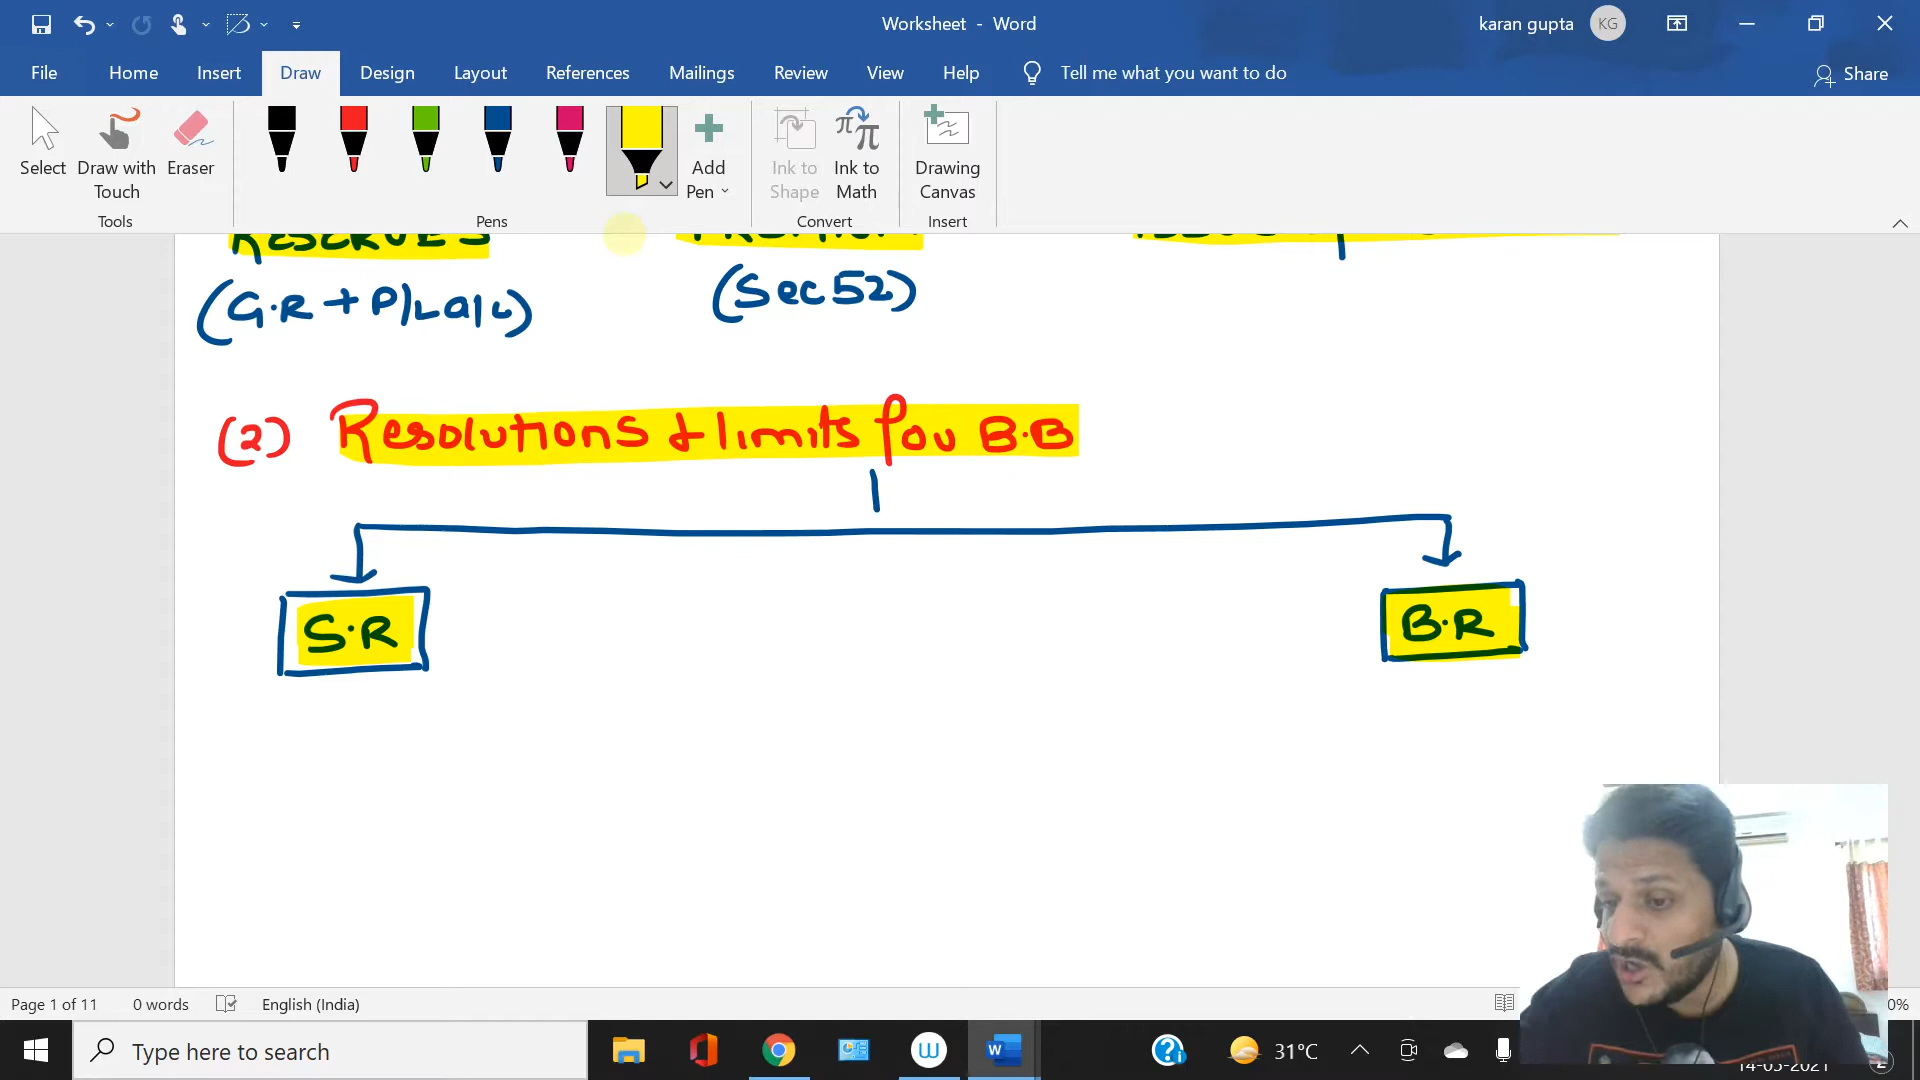 Worksheet - Word
karan gupta KG
File Home Insert Draw Design Layout References Mailings Review View Help Tell me what you want to do Share
Select Draw with Touch Eraser Add Pen Ink to Shape Ink to Math Drawing Canvas
Tools Pens Convert Insert
RESERVES
(G.R + P/L a/c) (Sec 52)
(2) Resolutions & limits for B.B
S.R B.R
Page 1 of 11 0 words English (India)
Type here to search 31°C